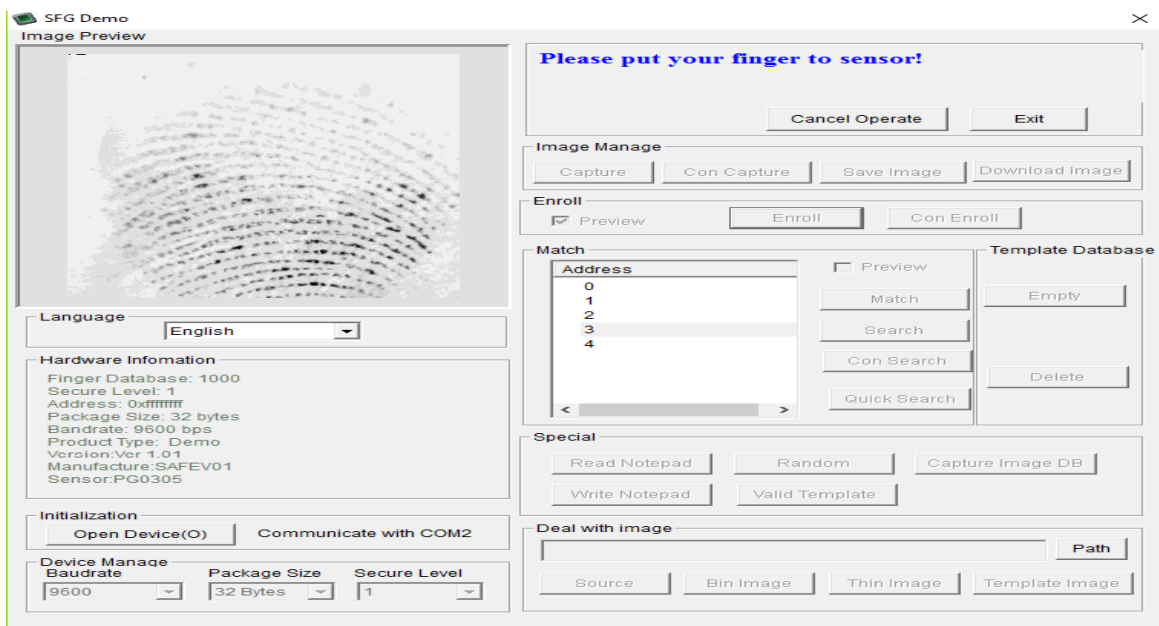 SFG Demo
Image Preview
Please put your finger to sensor!
Cancel Operate
Exit
Image Manage
Capture
Con Capture
Save Image
Download Image
Enroll
Preview
Enroll
Con Enroll
Match
Address
0
1
2
3
4
Preview
Match
Search
Con Search
Quick Search
Template Database
Empty
Delete
Language
English
Hardware Infomation
Finger Database: 1000
Secure Level: 1
Address: 0xffffffff
Package Size: 32 bytes
Bandrate: 9600 bps
Product Type: Demo
Version:Ver 1.01
Manufacture:SAFEV01
Sensor:PG0305
Special
Read Notepad
Random
Capture Image DB
Write Notepad
Valid Template
Initialization
Open Device(O)
Communicate with COM2
Deal with image
Path
Source
Bin Image
Thin Image
Template Image
Device Manage
Baudrate
Package Size
Secure Level
9600
32 Bytes
1